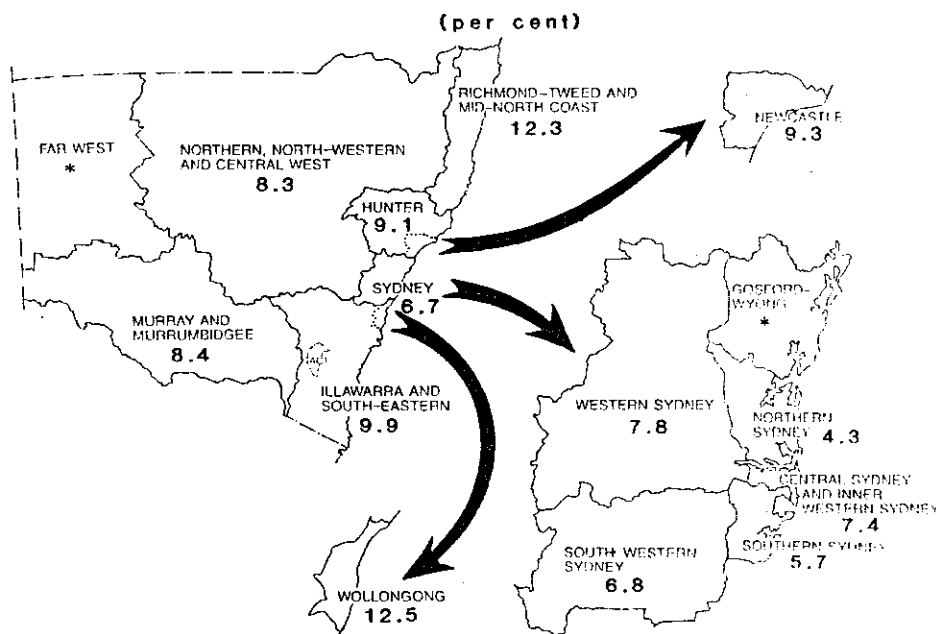 (per cent)
RICHMOND-TWEED AND
MID-NORTH COAST
12.3
NEWCASTLE
9.3
FAR WEST
*
NORTHERN, NORTH-WESTERN
AND CENTRAL WEST
8.3
HUNTER
9.1
SYDNEY
6.7
GOSFORD-
WYONG
*
MURRAY AND
MURRUMBIDGEE
8.4
ACT
ILLAWARRA AND
SOUTH-EASTERN
9.9
WESTERN SYDNEY
7.8
NORTHERN
SYDNEY 4.3
CENTRAL SYDNEY
AND INNER
WESTERN SYDNEY
7.4
SOUTHERN SYDNEY
5.7
SOUTH WESTERN
SYDNEY
6.8
WOLLONGONG
12.5